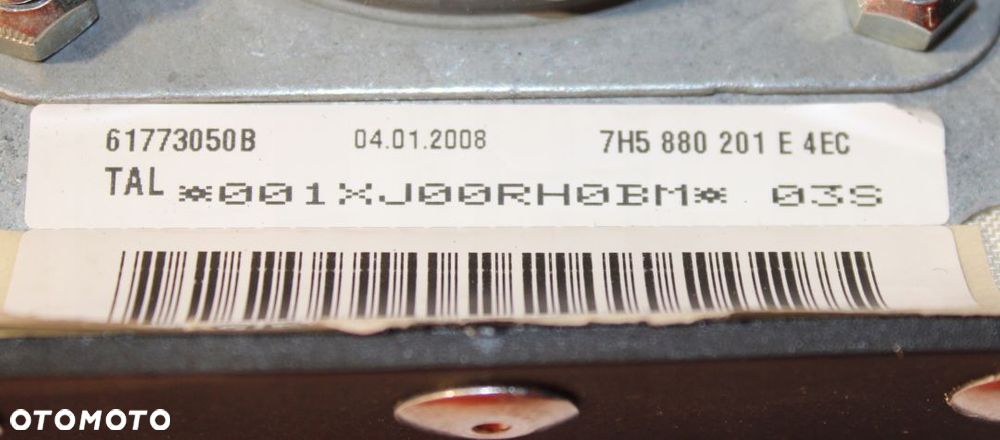 61773050B 04.01.2008 7H5 880 201 E 4EC
TAL *001XJ00RH0BM* 03S
OTOMOTO